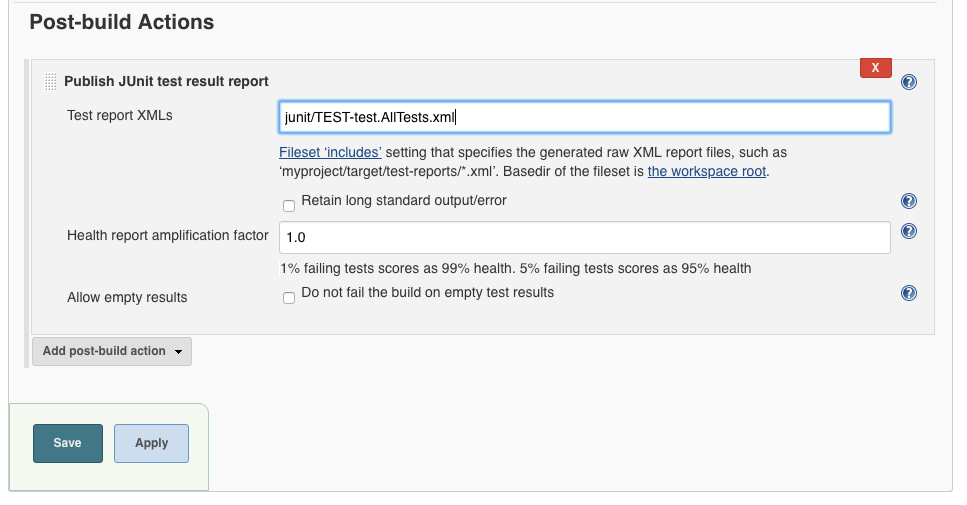 Post-build Actions
X
Publish JUnit test result report
?
Test report XMLs
junit/TEST-test.AllTests.xml
Fileset ‘includes’ setting that specifies the generated raw XML report files, such as
‘myproject/target/test-reports/*.xml’. Basedir of the fileset is the workspace root.
Retain long standard output/error
?
Health report amplification factor
1.0
?
1% failing tests scores as 99% health. 5% failing tests scores as 95% health
Allow empty results
Do not fail the build on empty test results
?
Add post-build action
Save
Apply